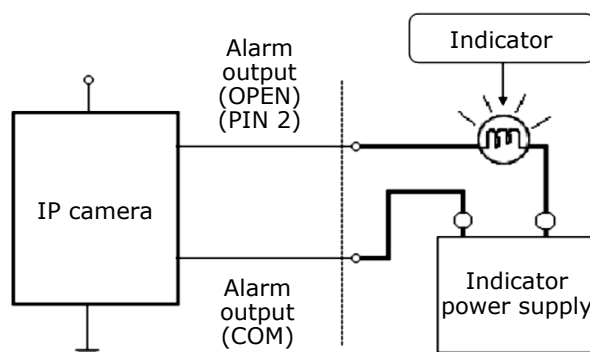 Alarm
output
(OPEN)
(PIN 2)
Indicator
IP camera
Alarm
output
(COM)
Indicator
power supply